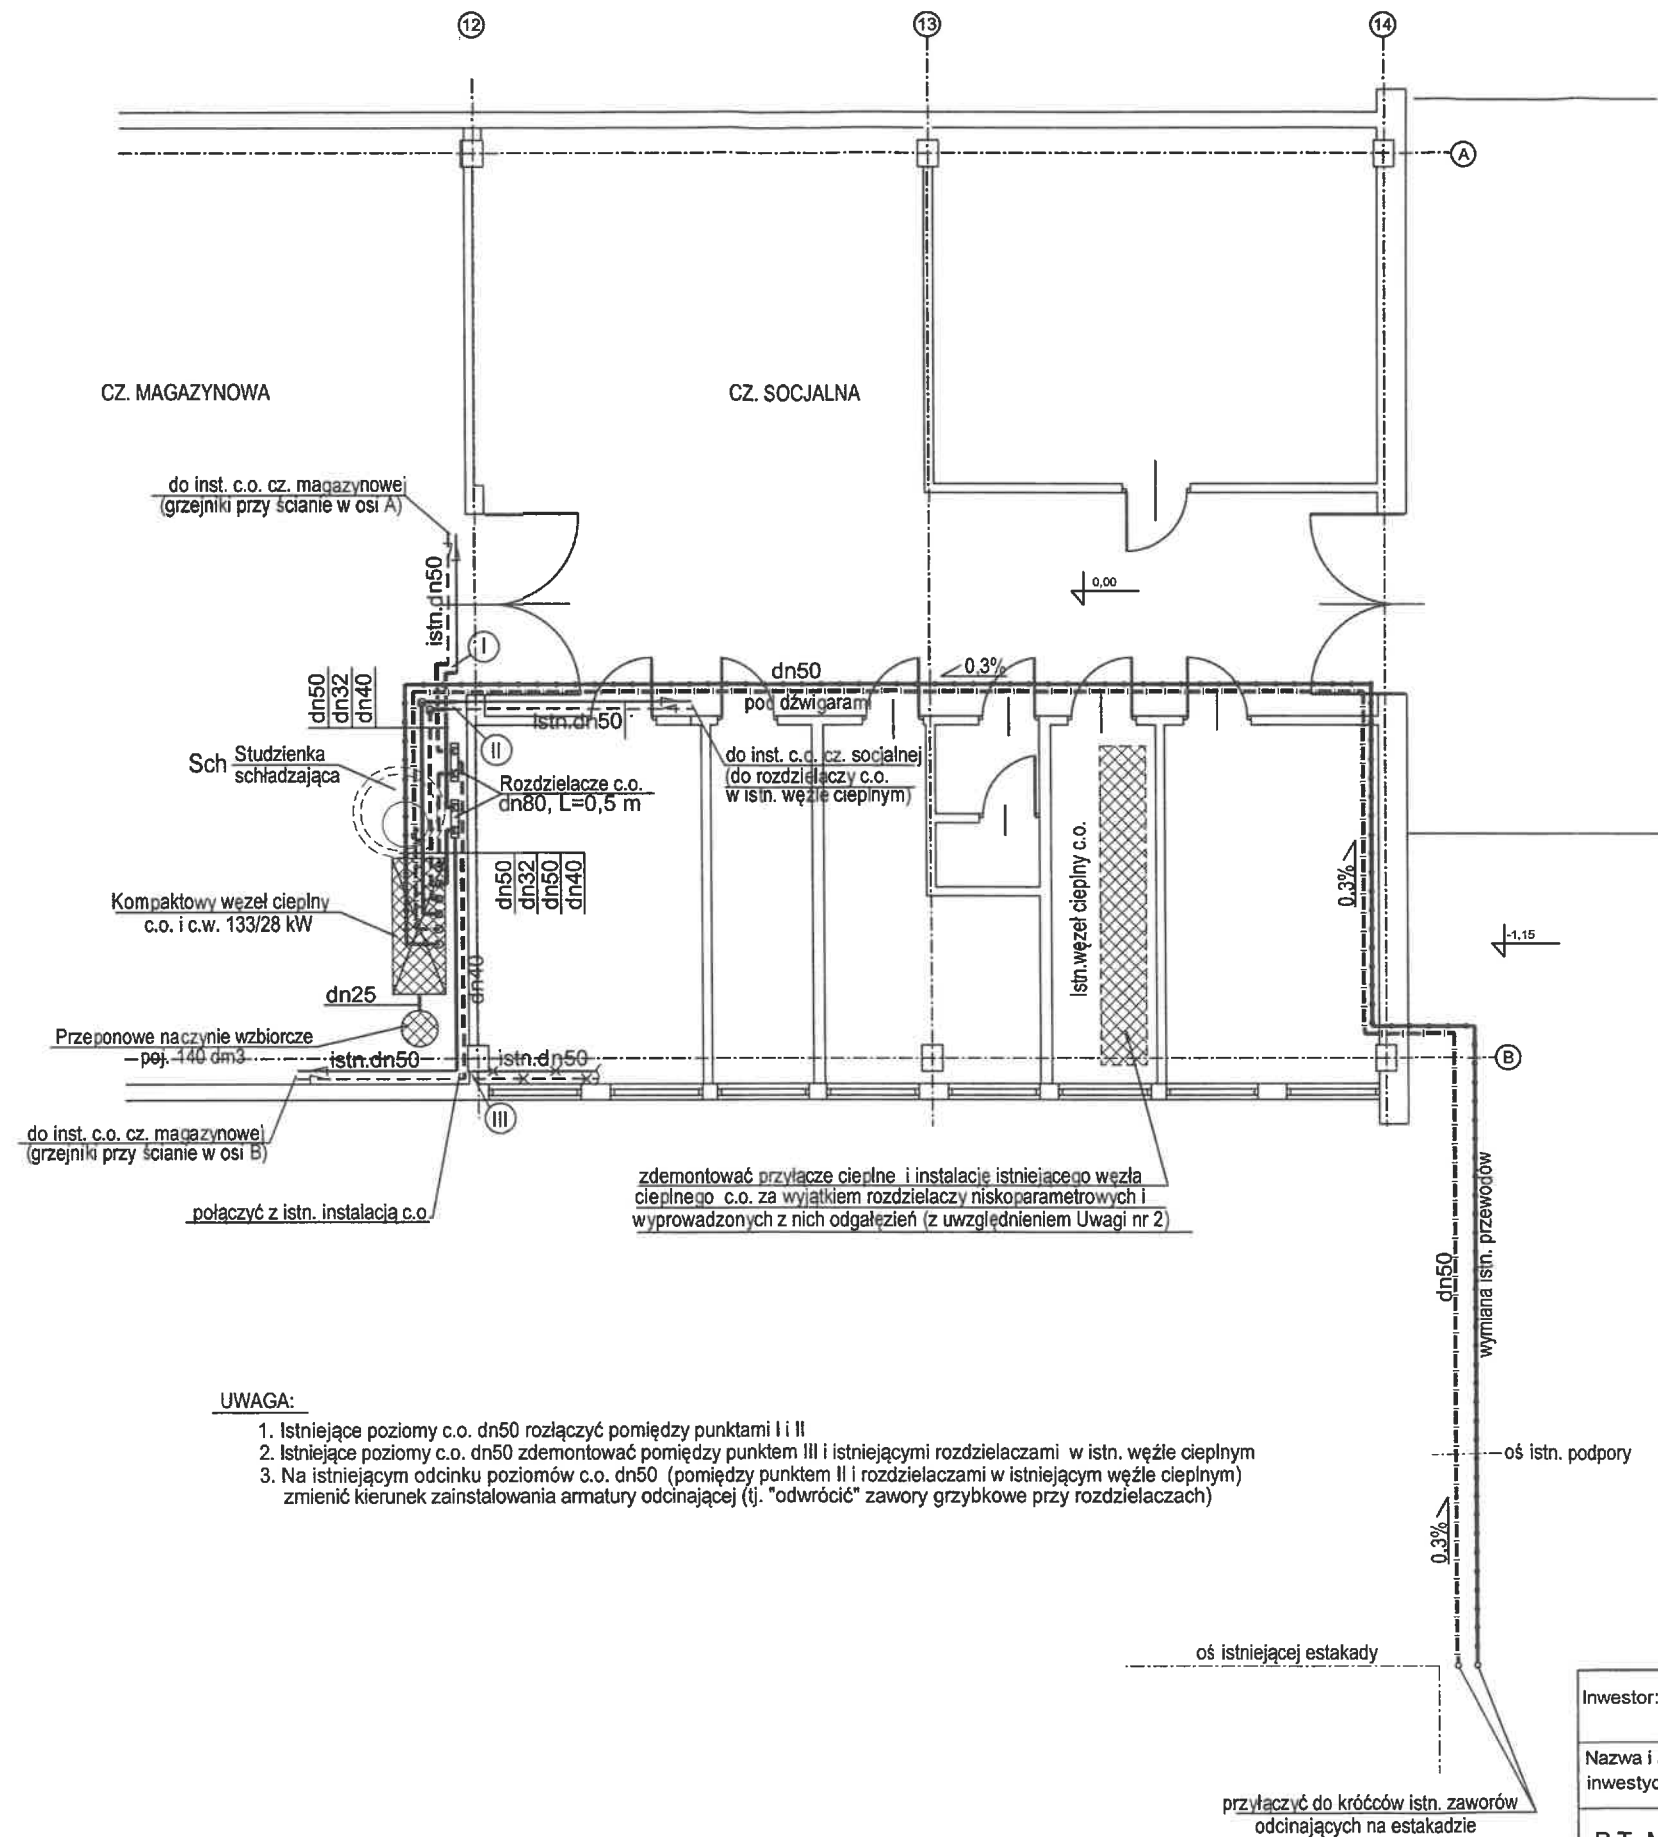 12
13
14
A
CZ. MAGAZYNOWA
CZ. SOCJALNA
do inst. c.o. cz. magazynowej
(grzejniki przy ścianie w osi A)
istn.dn50
I
0,00
dn50
dn32
dn40
dn50
0.3%
pod dźwigarami
istn.dn50
II
Sch
Studzienka
schładzająca
Rozdzielacze c.o.
dn80, L=0,5 m
do inst. c.o. cz. socjalnej
(do rozdzielaczy c.o.
w istn. węźle cieplnym)
dn50
dn32
dn50
dn40
Kompaktowy węzeł cieplny
c.o. i c.w. 133/28 kW
Istn.węzeł cieplny c.o.
0.3%
-1,15
dn40
dn25
Przeponowe naczynie wzbiorcze
poj. 140 dm3
istn.dn50
istn.dn50
B
III
do inst. c.o. cz. magazynowej
(grzejniki przy ścianie w osi B)
połączyć z istn. instalacją c.o
zdemontować przyłącze cieplne i instalację istniejącego węzła
cieplnego c.o. za wyjątkiem rozdzielaczy niskoparametrowych i
wyprowadzonych z nich odgałęzień (z uwzględnieniem Uwagi nr 2)
dn50
wymiana istn. przewodów
UWAGA:
1. Istniejące poziomy c.o. dn50 rozłączyć pomiędzy punktami I i II
2. Istniejące poziomy c.o. dn50 zdemontować pomiędzy punktem III i istniejącymi rozdzielaczami w istn. węźle cieplnym
3. Na istniejącym odcinku poziomów c.o. dn50 (pomiędzy punktem II i rozdzielaczami w istniejącym węźle cieplnym)
zmienić kierunek zainstalowania armatury odcinającej (tj. "odwrócić" zawory grzybkowe przy rozdzielaczach)
oś istn. podpory
0.3%
oś istniejącej estakady
Inwestor:
Nazwa i
inwestyc
przyłączyć do króćców istn. zaworów
odcinających na estakadzie